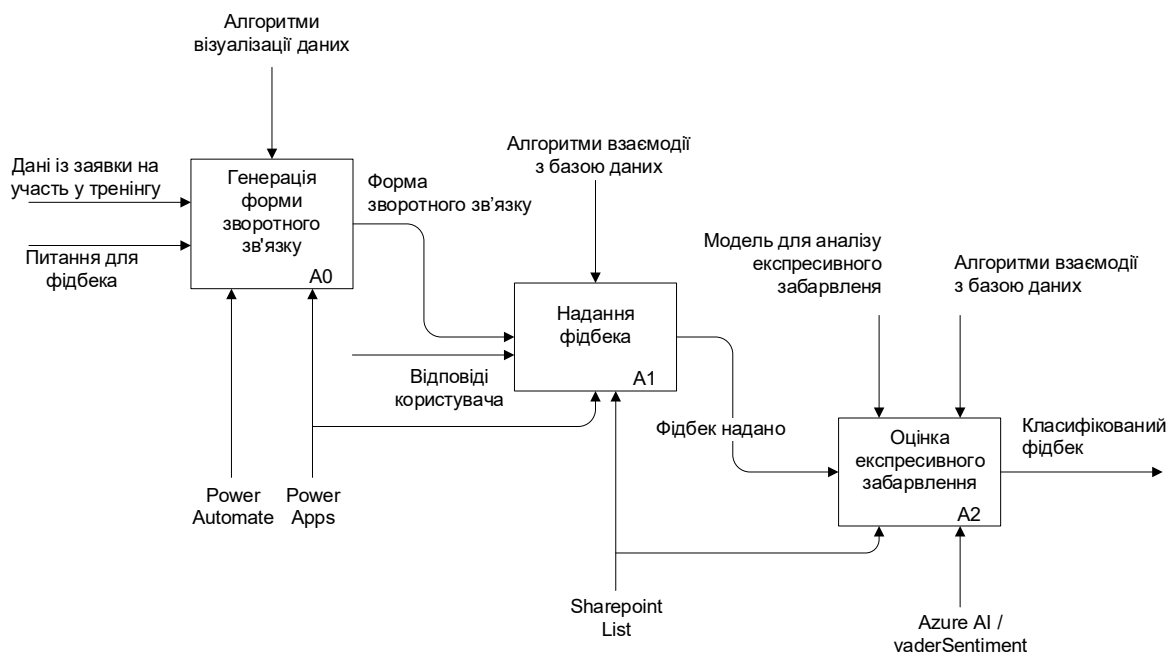 Алгоритми
візуалізації даних
Дані із заявки на
участь у тренінгу
Питання для
фідбека
Генерація
форми
зворотного
зв'язку
A0
Форма
зворотного зв’язку
Power
Automate
Power
Apps
Алгоритми взаємодії
з базою даних
Відповіді
користувача
Надання
фідбека
A1
Sharepoint
List
Фідбек надано
Модель для аналізу
експресивного
забарвленя
Алгоритми взаємодії
з базою даних
Оцінка
експресивного
забарвлення
A2
Класифікований
фідбек
Azure AI /
vaderSentiment